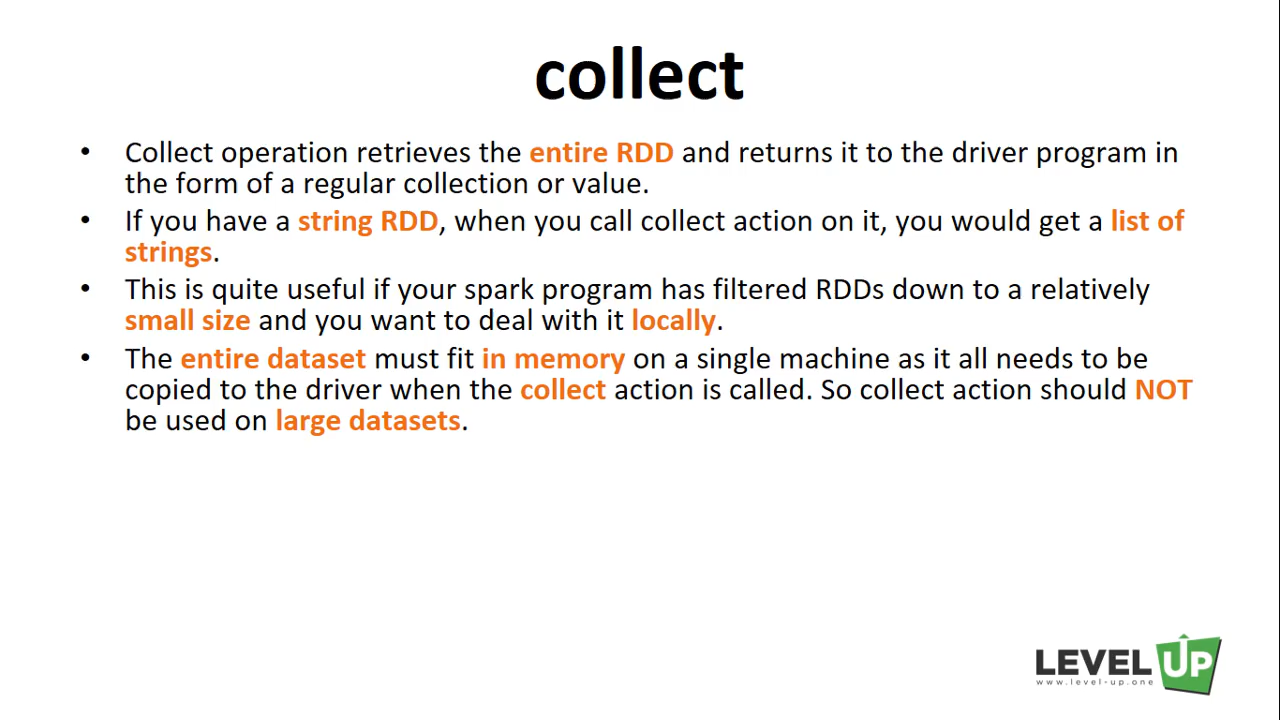 collect
• Collect operation retrieves the entire RDD and returns it to the driver program in
the form of a regular collection or value.
• If you have a string RDD, when you call collect action on it, you would get a list of
strings.
• This is quite useful if your spark program has filtered RDDs down to a relatively
small size and you want to deal with it locally.
• The entire dataset must fit in memory on a single machine as it all needs to be
copied to the driver when the collect action is called. So collect action should NOT
be used on large datasets.
LEVEL UP
www.level-up.one